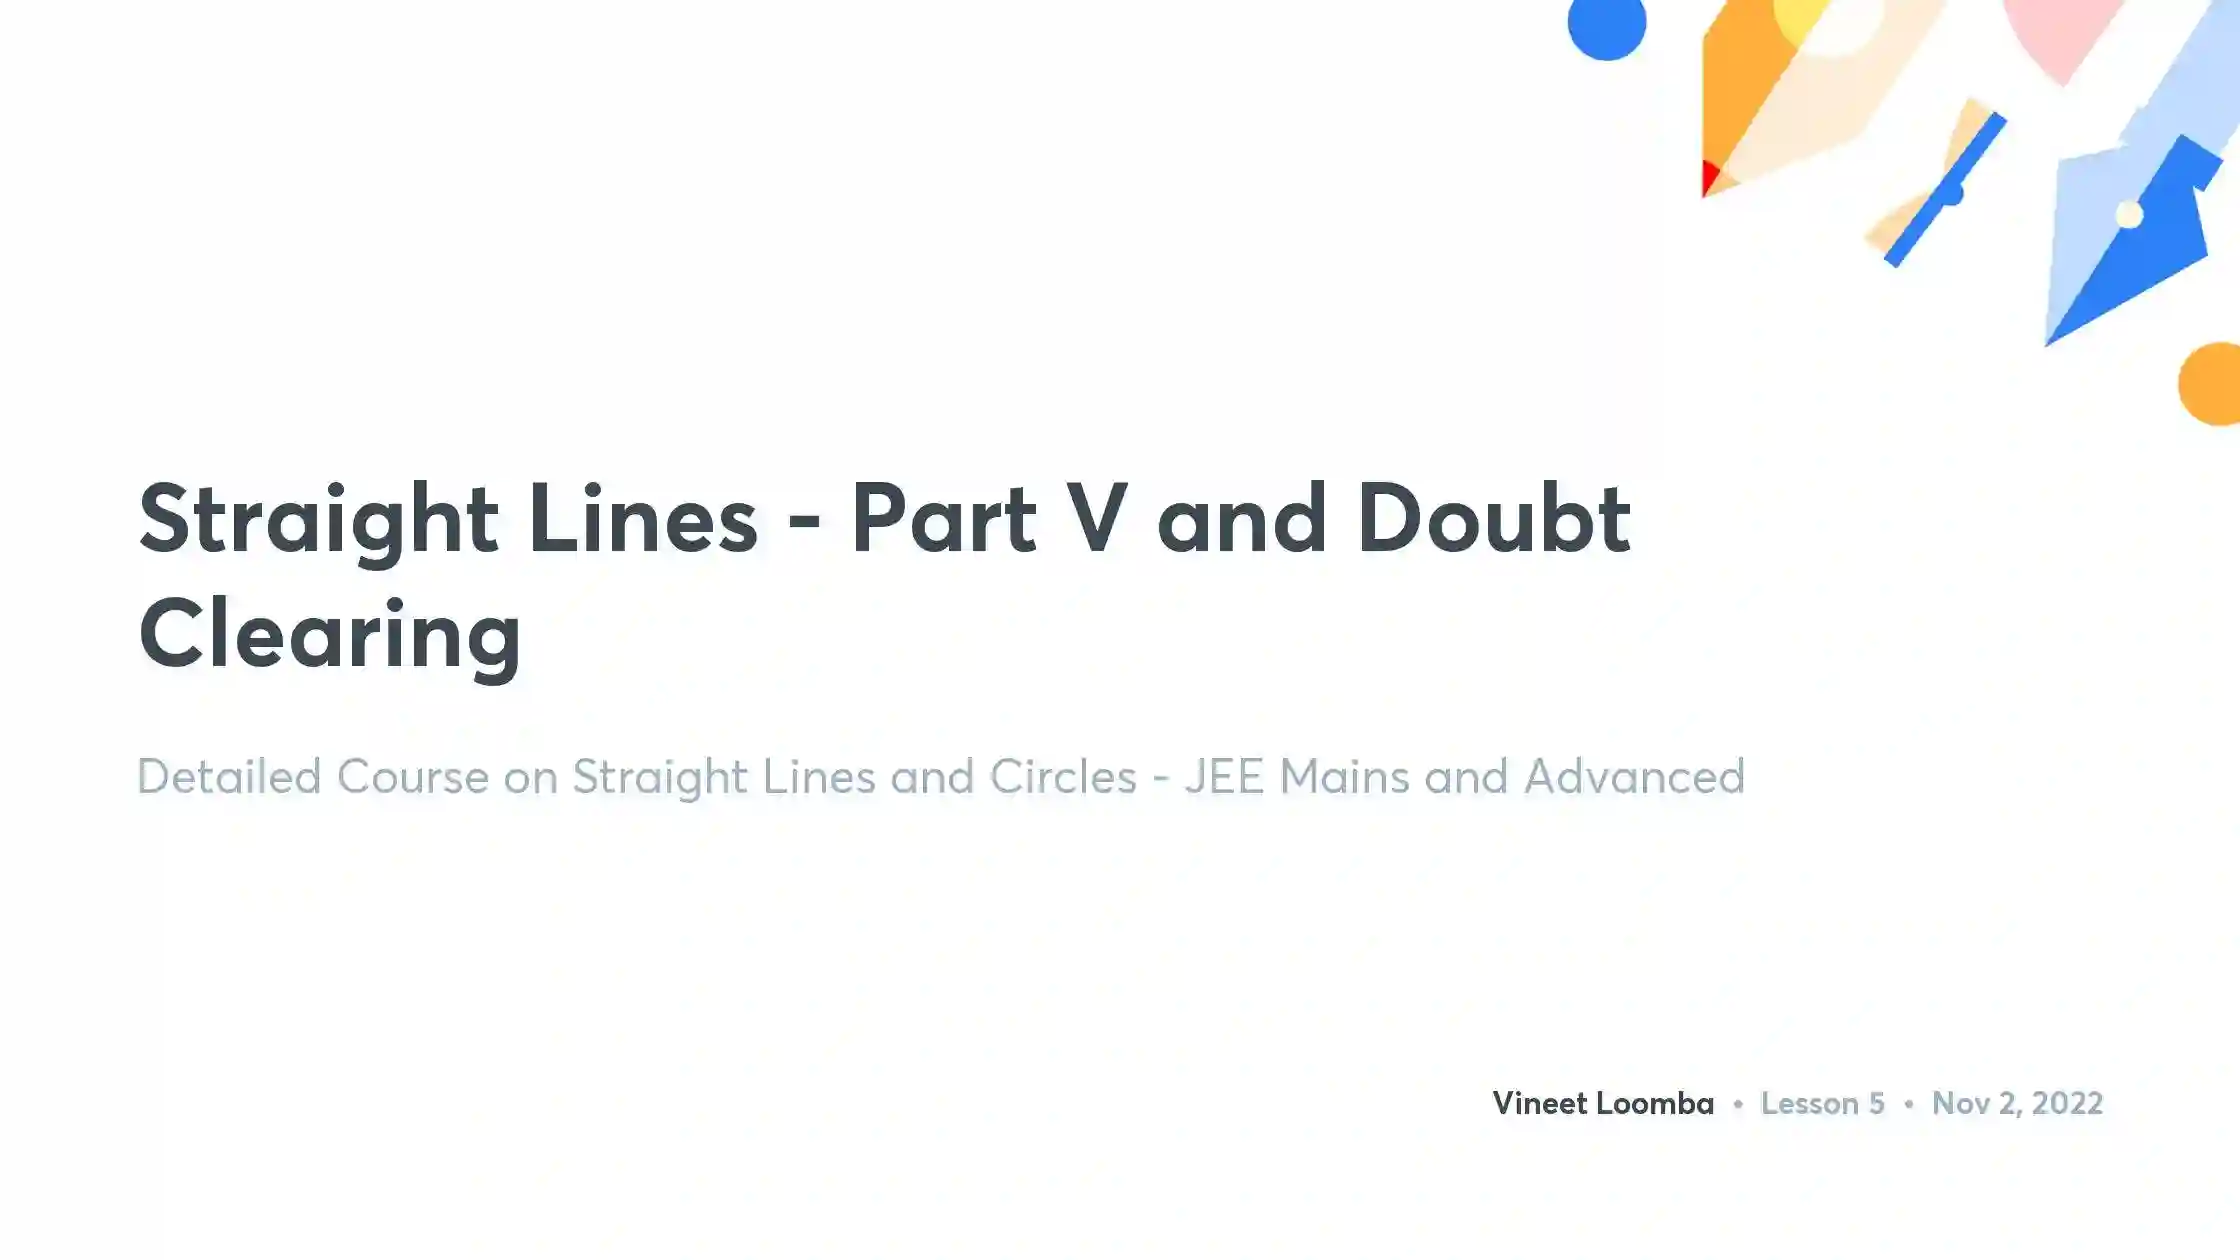 Straight Lines - Part V and Doubt
Clearing
Detailed Course on Straight Lines and Circles - JEE Mains and Advanced
Vineet Loomba • Lesson 5 • Nov 2, 2022